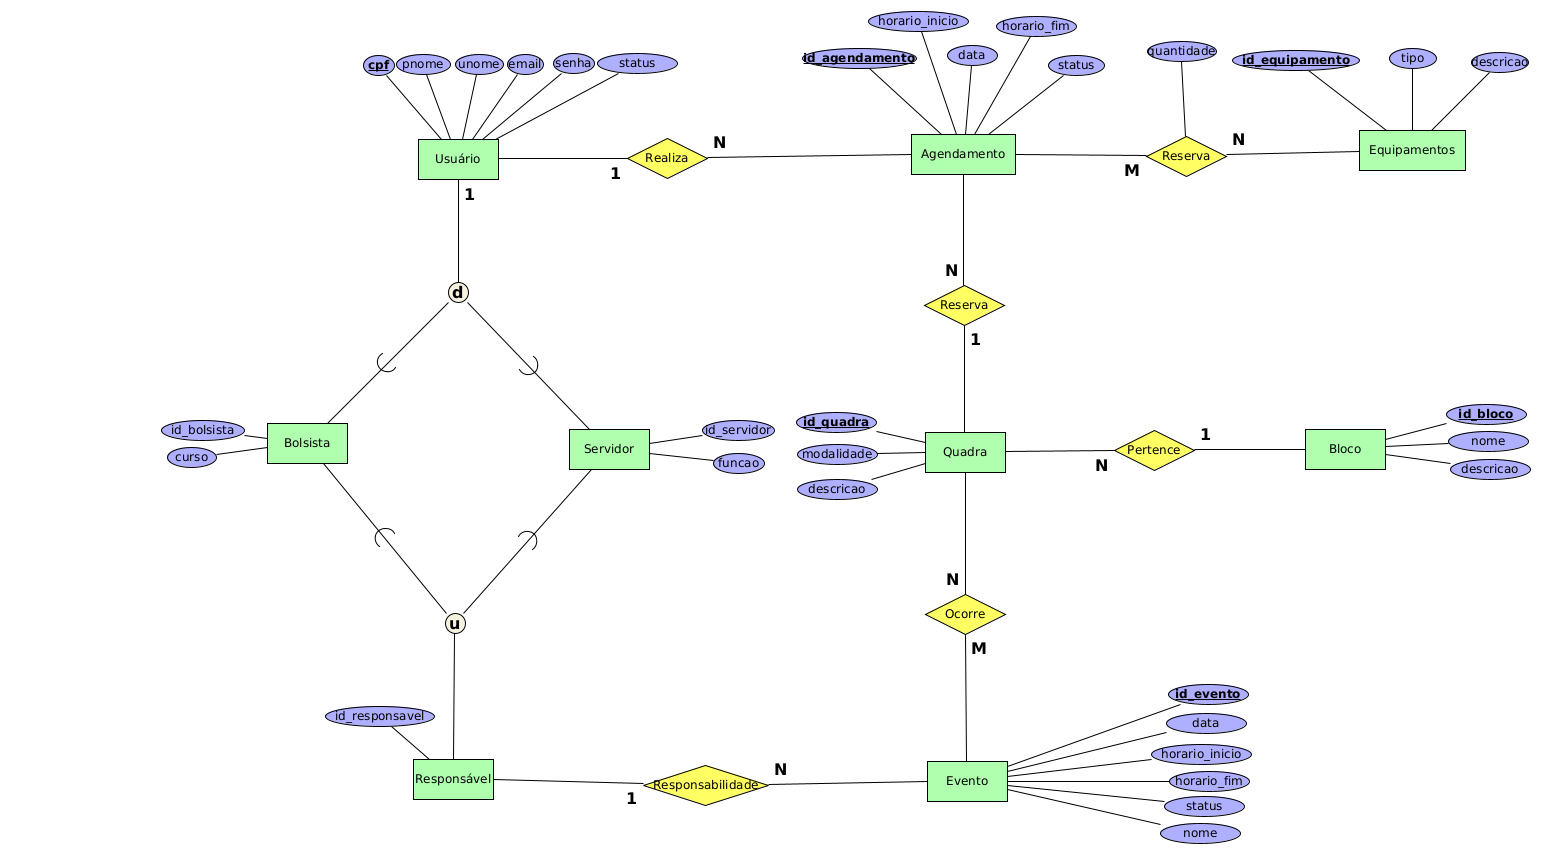 horario_inicio
horario_fim
id_agendamento
data
status
quantidade
id_equipamento
tipo
descricao
cpf
pnome
unome
email
senha
status
Usuário
1
Realiza
N
Agendamento
M
Reserva
N
Equipamentos
1
d
N
Reserva
1
id_bolsista
curso
Bolsista
Servidor
id_servidor
funcao
id_quadra
modalidade
descricao
Quadra
N
Pertence
1
Bloco
id_bloco
nome
descricao
N
Ocorre
M
u
id_responsavel
Responsável
1
Responsabilidade
N
Evento
id_evento
data
horario_inicio
horario_fim
status
nome